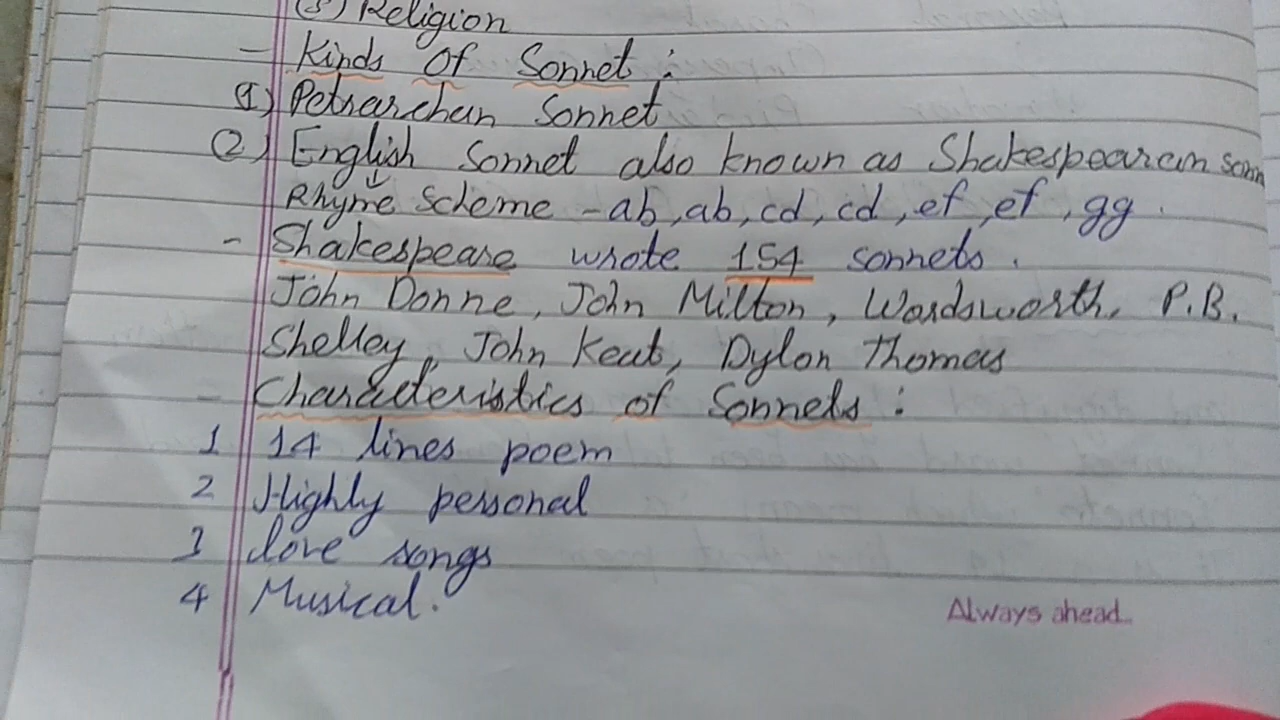 (3) Religion
- Kinds Of Sonnet :
1) Petrarchan Sonnet
2) English Sonnet also known as Shakespearean sonn
Rhyme Scheme - ab, ab, cd, cd, ef, ef, gg.
- Shakespeare wrote 154 sonnets.
John Donne, John Milton, Wordsworth, P.B.
Shelley, John Keat, Dylon Thomas
- Characteristics of Sonnets :
1 14 lines poem
2 Highly personal
3 love songs
4 Musical.
Always ahead..